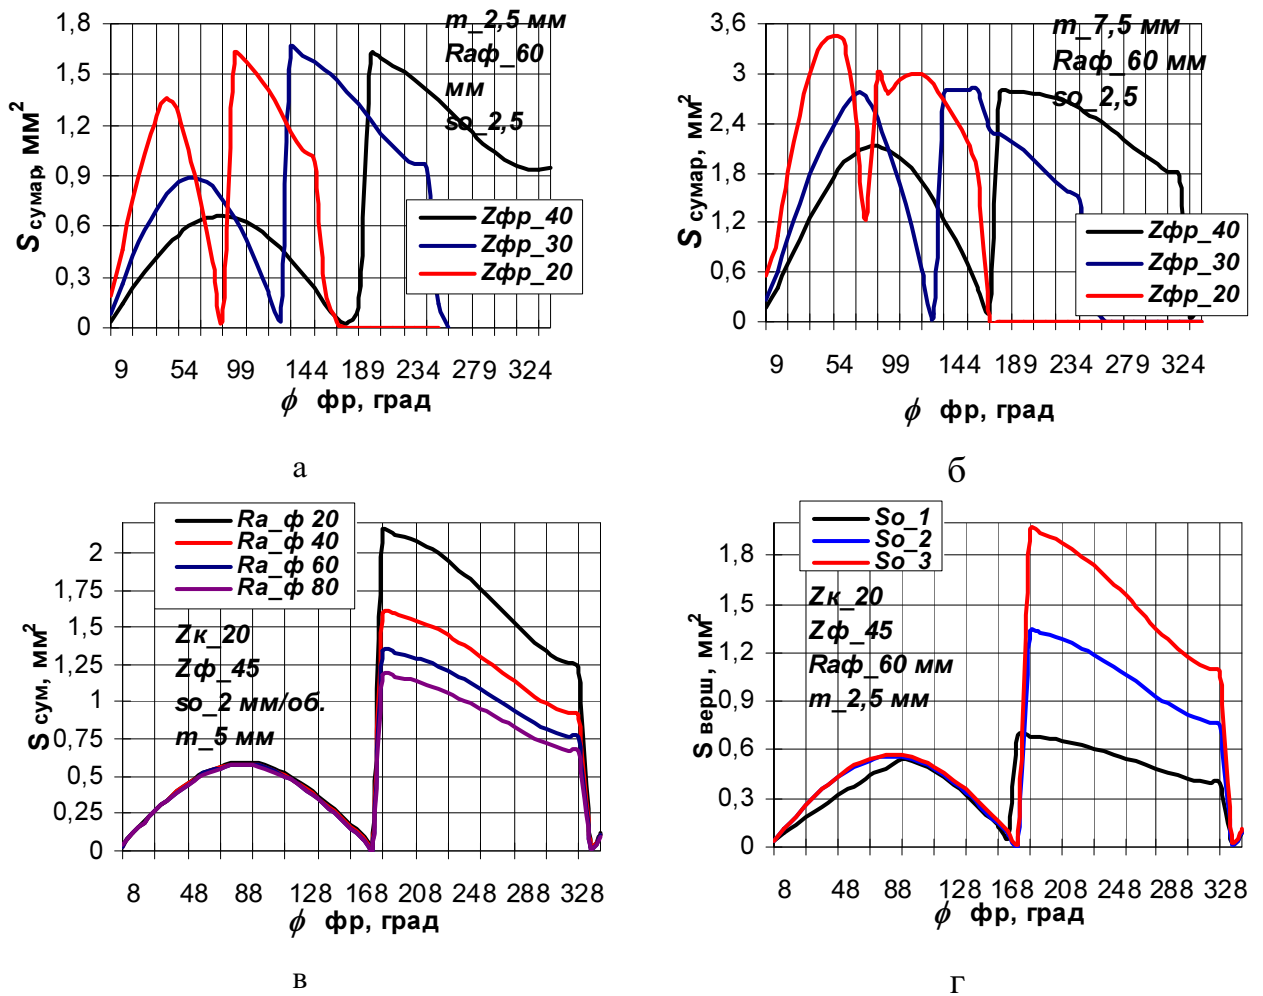 m_2,5 мм
Rаф_60
мм
so_2,5
1,8
1,5
1,2
0,9
0,6
0,3
0
S сумар, мм2
Zфр_40
Zфр_30
Zфр_20
9 54 99 144 189 234 279 324
ϕ фр, град
а
m_7,5 мм
Rаф_60 мм
so_2,5
3,6
3
2,4
1,8
1,2
0,6
0
S сумар, мм2
Zфр_40
Zфр_30
Zфр_20
9 54 99 144 189 234 279 324
ϕ фр, град
б
Ra_ф 20
Ra_ф 40
Ra_ф 60
Ra_ф 80
2
1,75
1,5
1,25
1
0,75
0,5
0,25
0
S сум, мм2
Zк_20
Zф_45
so_2 мм/об.
m_5 мм
8 48 88 128 168 208 248 288 328
ϕ фр, град
в
So_1
So_2
So_3
1,8
1,5
1,2
0,9
0,6
0,3
0
S верш, мм2
Zк_20
Zф_45
Rаф_60 мм
m_2,5 мм
8 48 88 128 168 208 248 288 328
ϕ фр, град
г